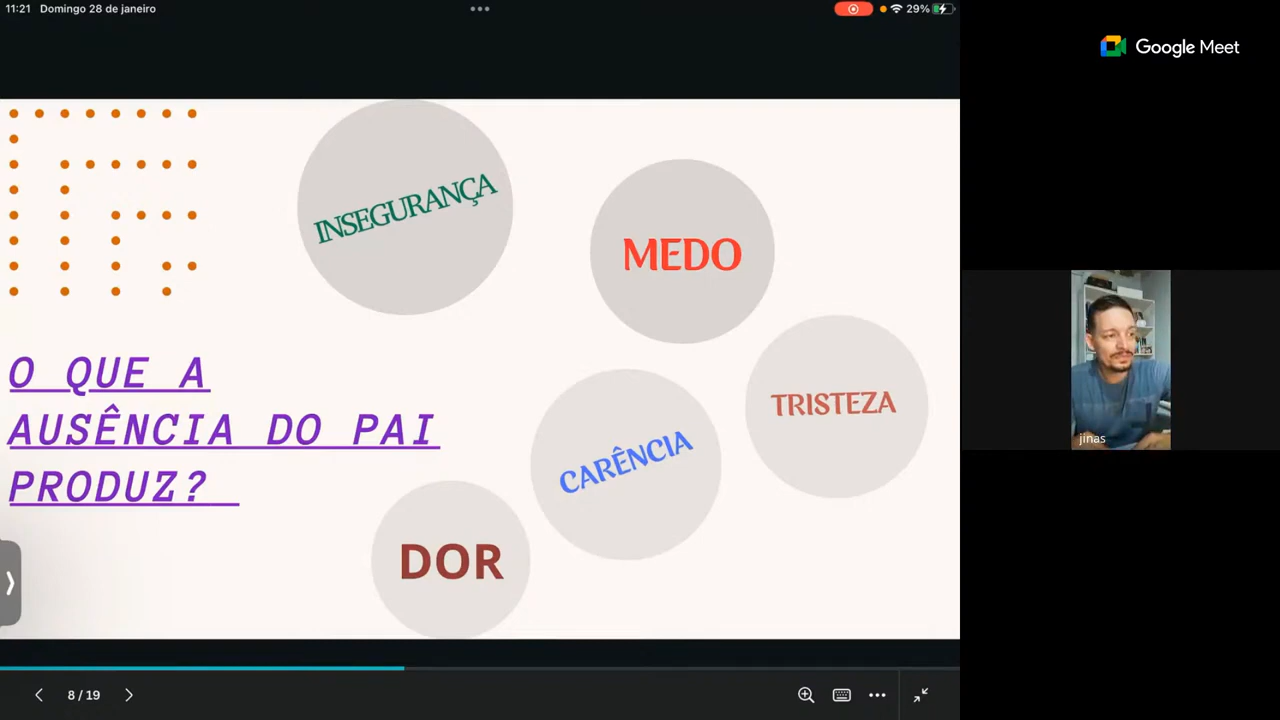 11:21 Domingo 28 de janeiro
29%
Google Meet
INSEGURANÇA
MEDO
O QUE A
AUSÊNCIA DO PAI
PRODUZ?
TRISTEZA
CARÊNCIA
DOR
jinas
8 / 19